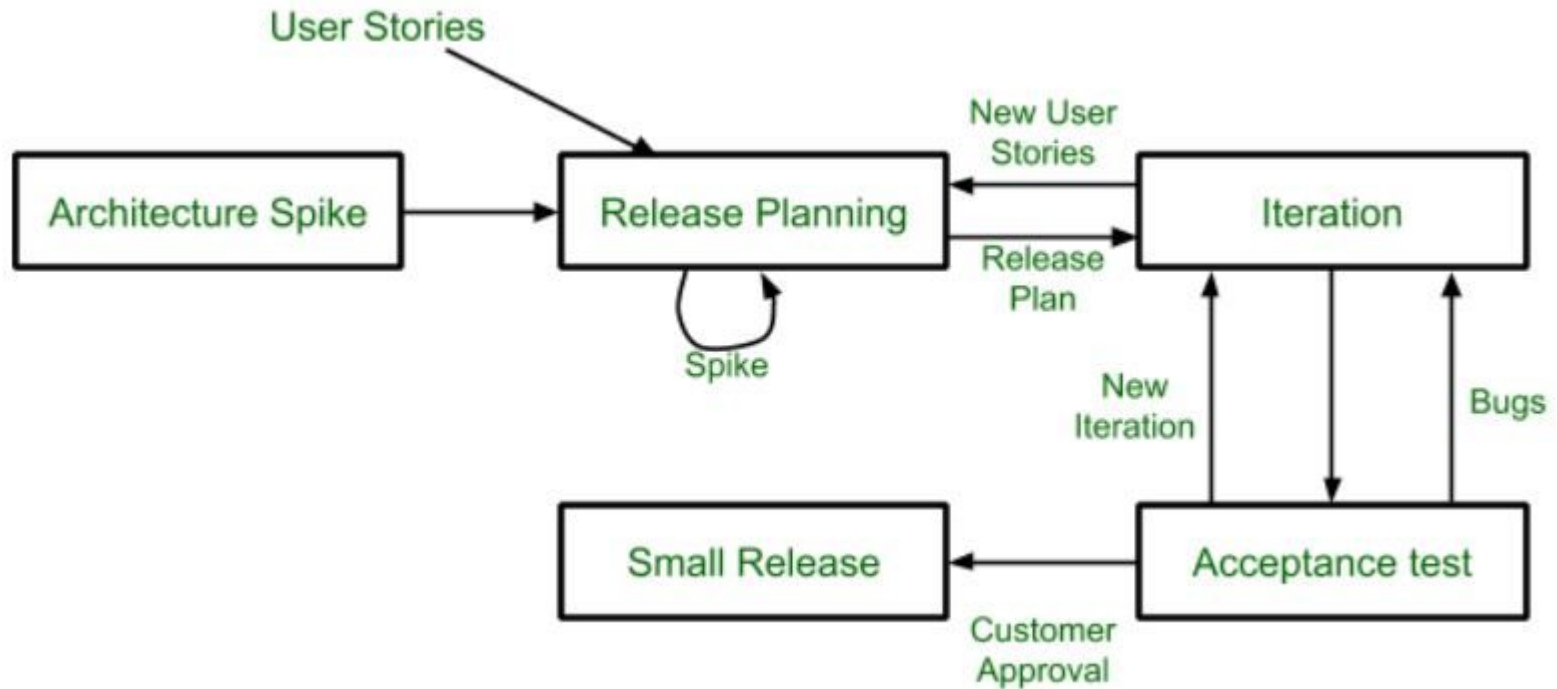 User Stories
New User
Stories
Architecture Spike
Release Planning
Iteration
Release
Plan
Spike
New
Iteration
Bugs
Small Release
Acceptance test
Customer
Approval